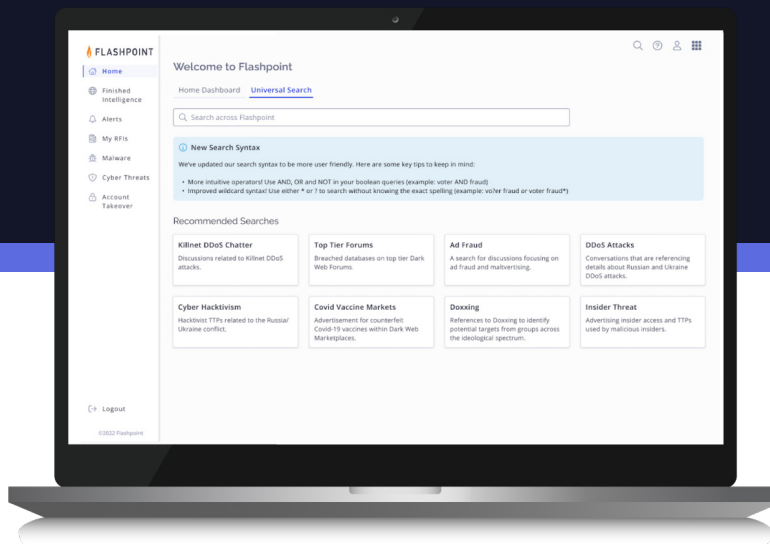 FLASHPOINT
Home
Finished
Intelligence
Alerts
My RFIs
Malware
Cyber Threats
Account
Takeover
Logout
©2022 Flashpoint
Welcome to Flashpoint
Home Dashboard Universal Search
Search across Flashpoint
New Search Syntax
We've updated our search syntax to be more user friendly. Here are some key tips to keep in mind:
• More intuitive operators! Use AND, OR and NOT in your boolean queries (example: voter AND fraud)
• Improved wildcard syntax! Use either * or ? to search without knowing the exact spelling (example: vo?er fraud or voter fraud*)
Recommended Searches
Killnet DDoS Chatter
Discussions related to Killnet DDoS
attacks.
Top Tier Forums
Breached databases on top tier Dark
Web Forums.
Ad Fraud
A search for discussions focusing on
ad fraud and maltvertising.
DDoS Attacks
Conversations that are referencing
details about Russian and Ukraine
DDoS attacks.
Cyber Hacktivism
Hacktivist TTPs related to the Russia/
Ukraine conflict.
Covid Vaccine Markets
Advertisement for counterfeit
Covid-19 vaccines within Dark Web
Marketplaces.
Doxxing
References to Doxxing to identify
potential targets from groups across
the ideological spectrum.
Insider Threat
Advertising insider access and TTPs
used by malicious insiders.